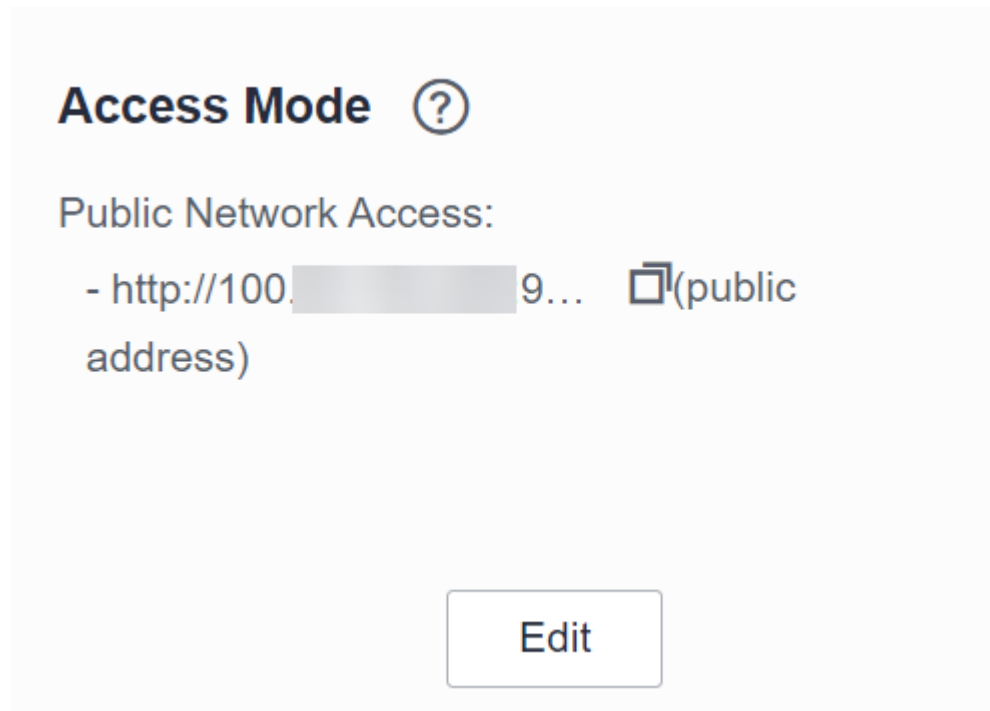 Access Mode ?
Public Network Access:
- http://100. 9... (public
address)
Edit